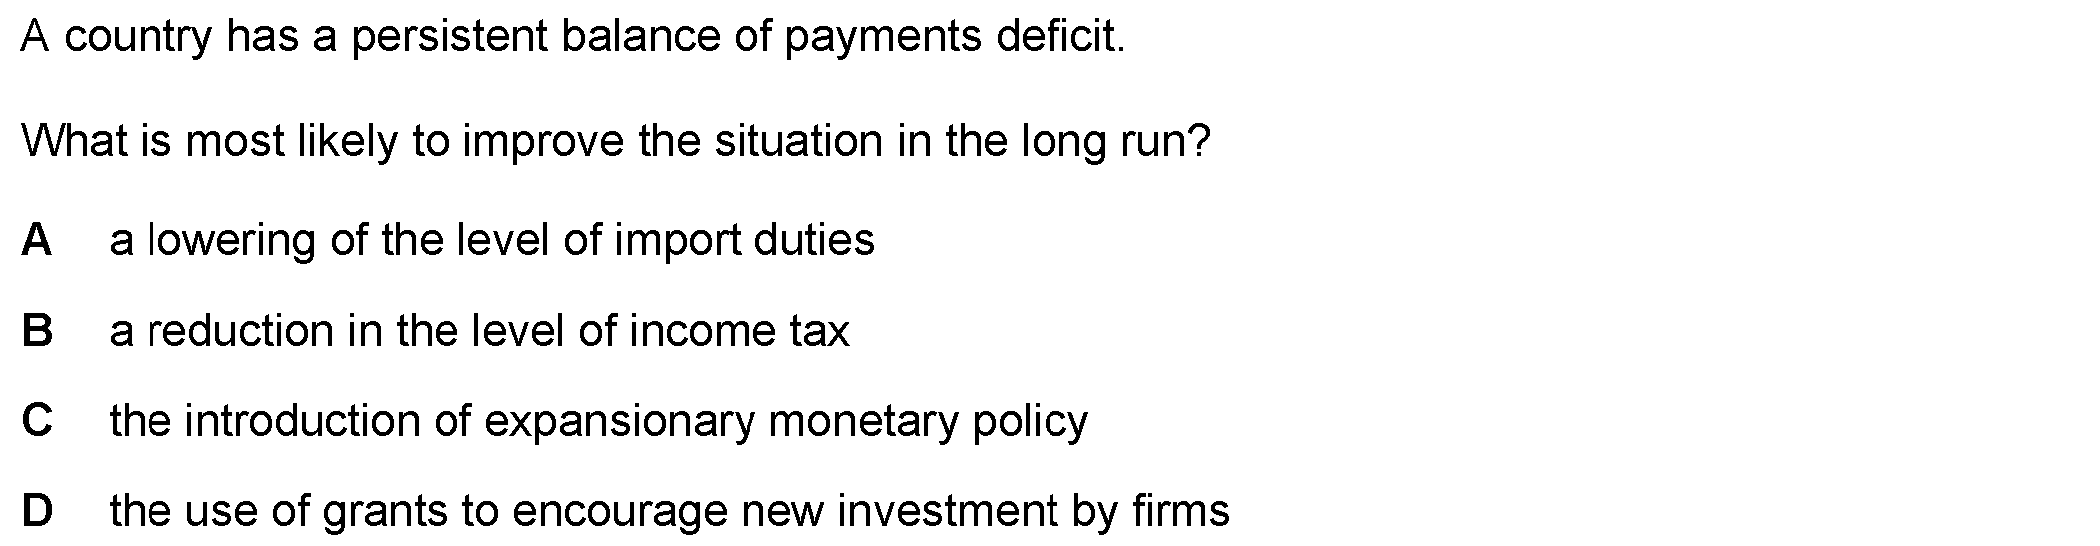 A country has a persistent balance of payments deficit.
What is most likely to improve the situation in the long run?
A a lowering of the level of import duties
B a reduction in the level of income tax
C the introduction of expansionary monetary policy
D the use of grants to encourage new investment by firms